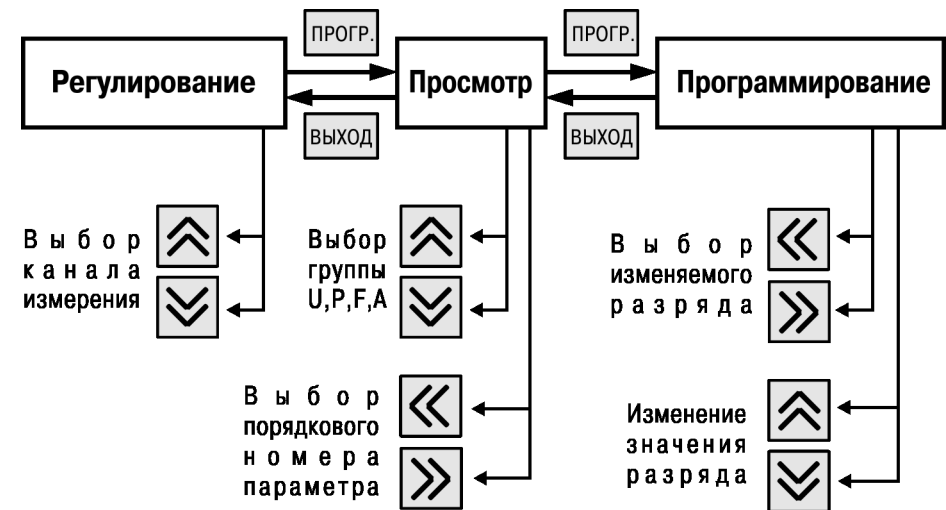 ПРОГР.
ПРОГР.
Регулирование
Просмотр
Программирование
ВЫХОД
ВЫХОД
Выбор
канала
измерения
Выбор
группы
U,P,F,A
Выбор
изменяемого
разряда
Выбор
порядкового
номера
параметра
Изменение
значения
разряда